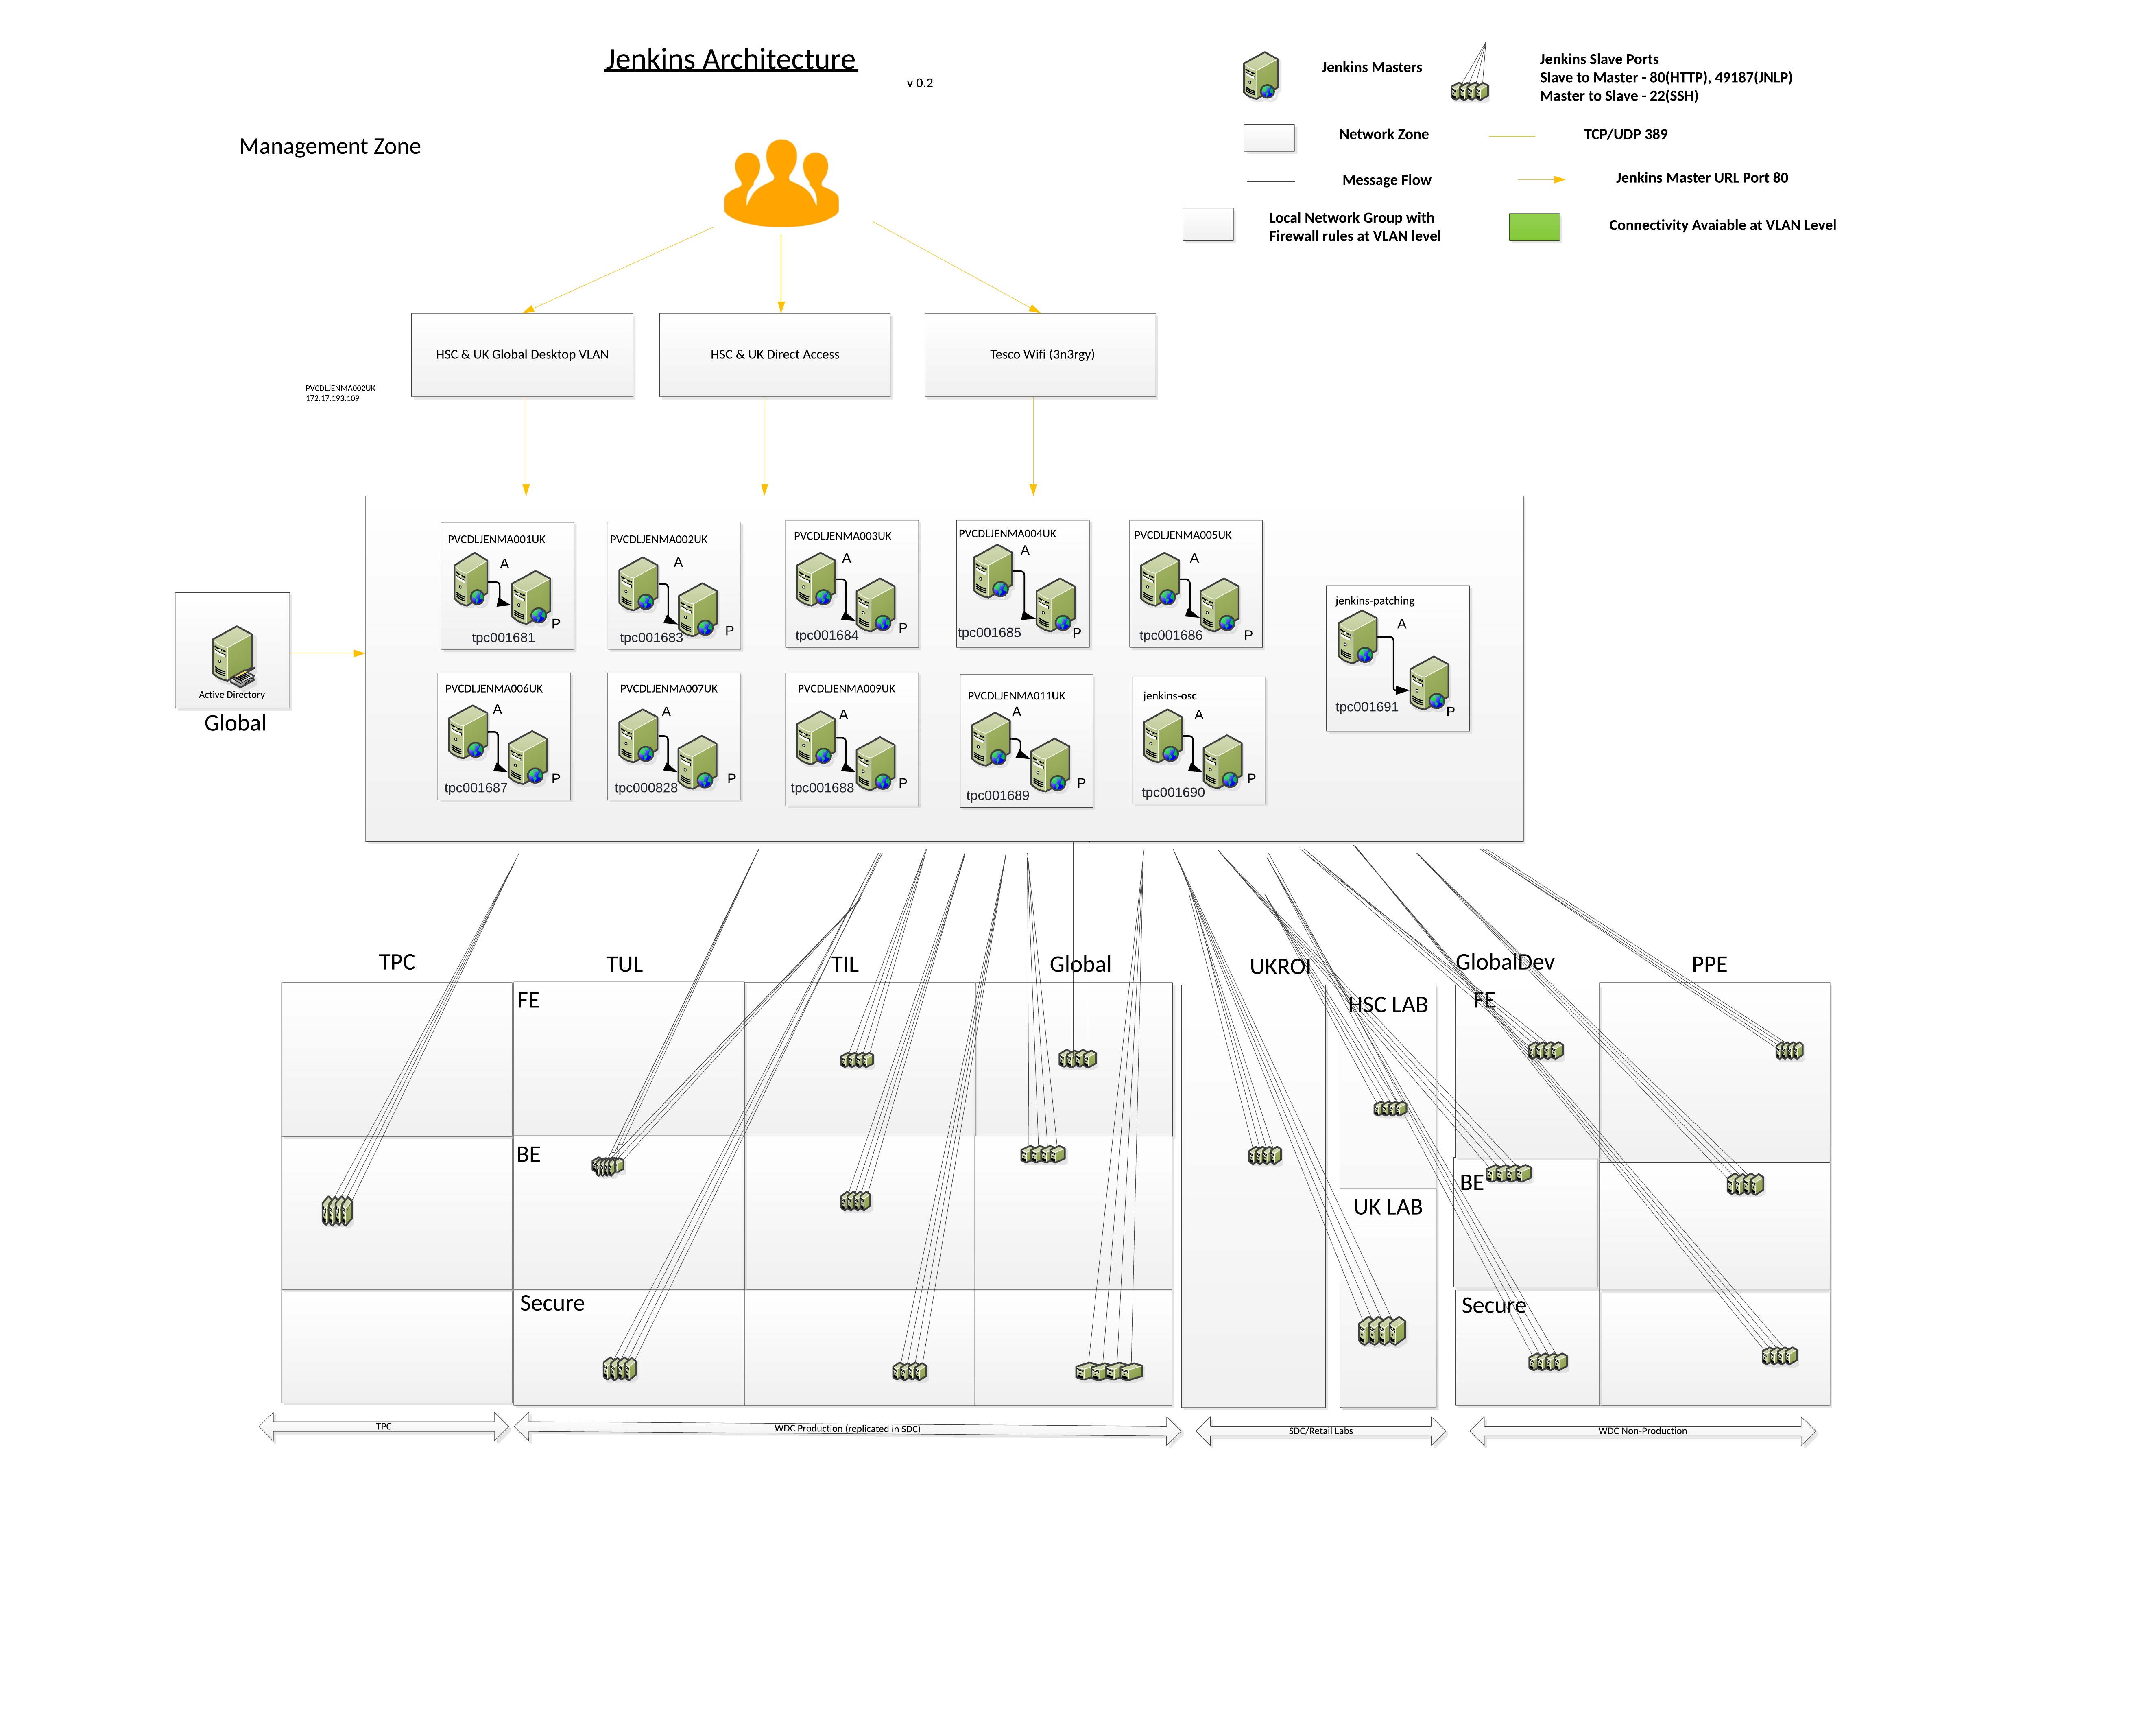 Jenkins Architecture
v 0.2
Jenkins Masters
Jenkins Slave Ports
Slave to Master - 80(HTTP), 49187(JNLP)
Master to Slave - 22(SSH)
Network Zone
TCP/UDP 389
Message Flow
Jenkins Master URL Port 80
Local Network Group with
Firewall rules at VLAN level
Connectivity Avaiable at VLAN Level
Management Zone
HSC & UK Global Desktop VLAN
HSC & UK Direct Access
Tesco Wifi (3n3rgy)
PVCDLJENMA002UK
172.17.193.109
PVCDLJENMA001UK
A
P
tpc001681
PVCDLJENMA002UK
A
P
tpc001683
PVCDLJENMA003UK
A
P
tpc001684
PVCDLJENMA004UK
A
P
tpc001685
PVCDLJENMA005UK
A
P
tpc001686
jenkins-patching
A
tpc001691
P
Active Directory
Global
PVCDLJENMA006UK
A
P
tpc001687
PVCDLJENMA007UK
A
P
tpc000828
PVCDLJENMA009UK
A
P
tpc001688
PVCDLJENMA011UK
A
P
tpc001689
jenkins-osc
A
P
tpc001690
TPC
TUL
TIL
Global
UKROI
GlobalDev
PPE
FE
HSC LAB
FE
BE
BE
UK LAB
Secure
Secure
TPC
WDC Production (replicated in SDC)
SDC/Retail Labs
WDC Non-Production